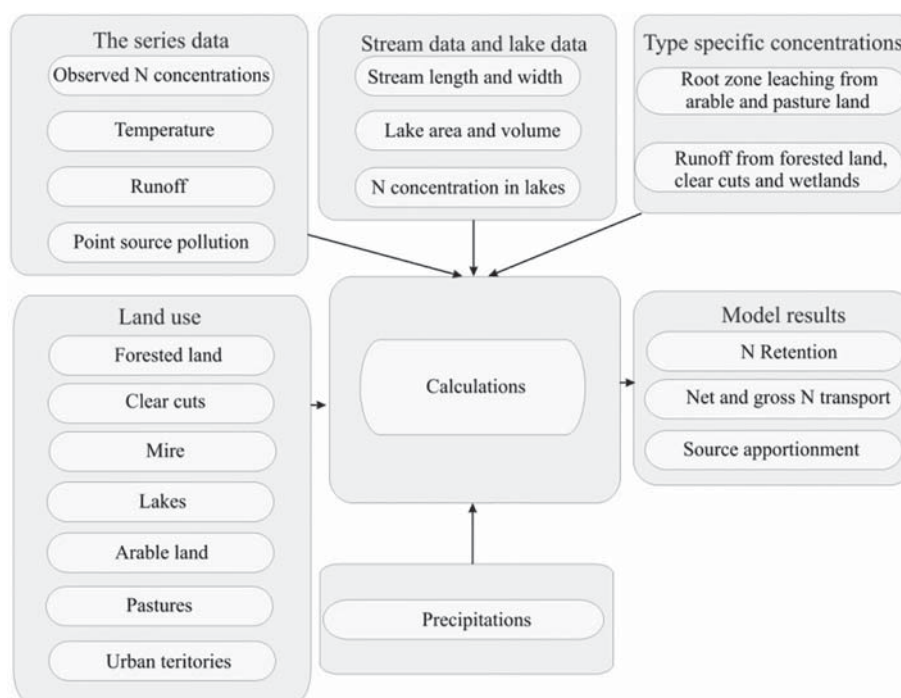 The series data
Observed N concentrations
Temperature
Runoff
Point source pollution
Stream data and lake data
Stream length and width
Lake area and volume
N concentration in lakes
Type specific concentrations
Root zone leaching from
arable and pasture land
Runoff from forested land,
clear cuts and wetlands
Land use
Forested land
Clear cuts
Mire
Lakes
Arable land
Pastures
Urban teritories
Calculations
Model results
N Retention
Net and gross N transport
Source apportionment
Precipitations